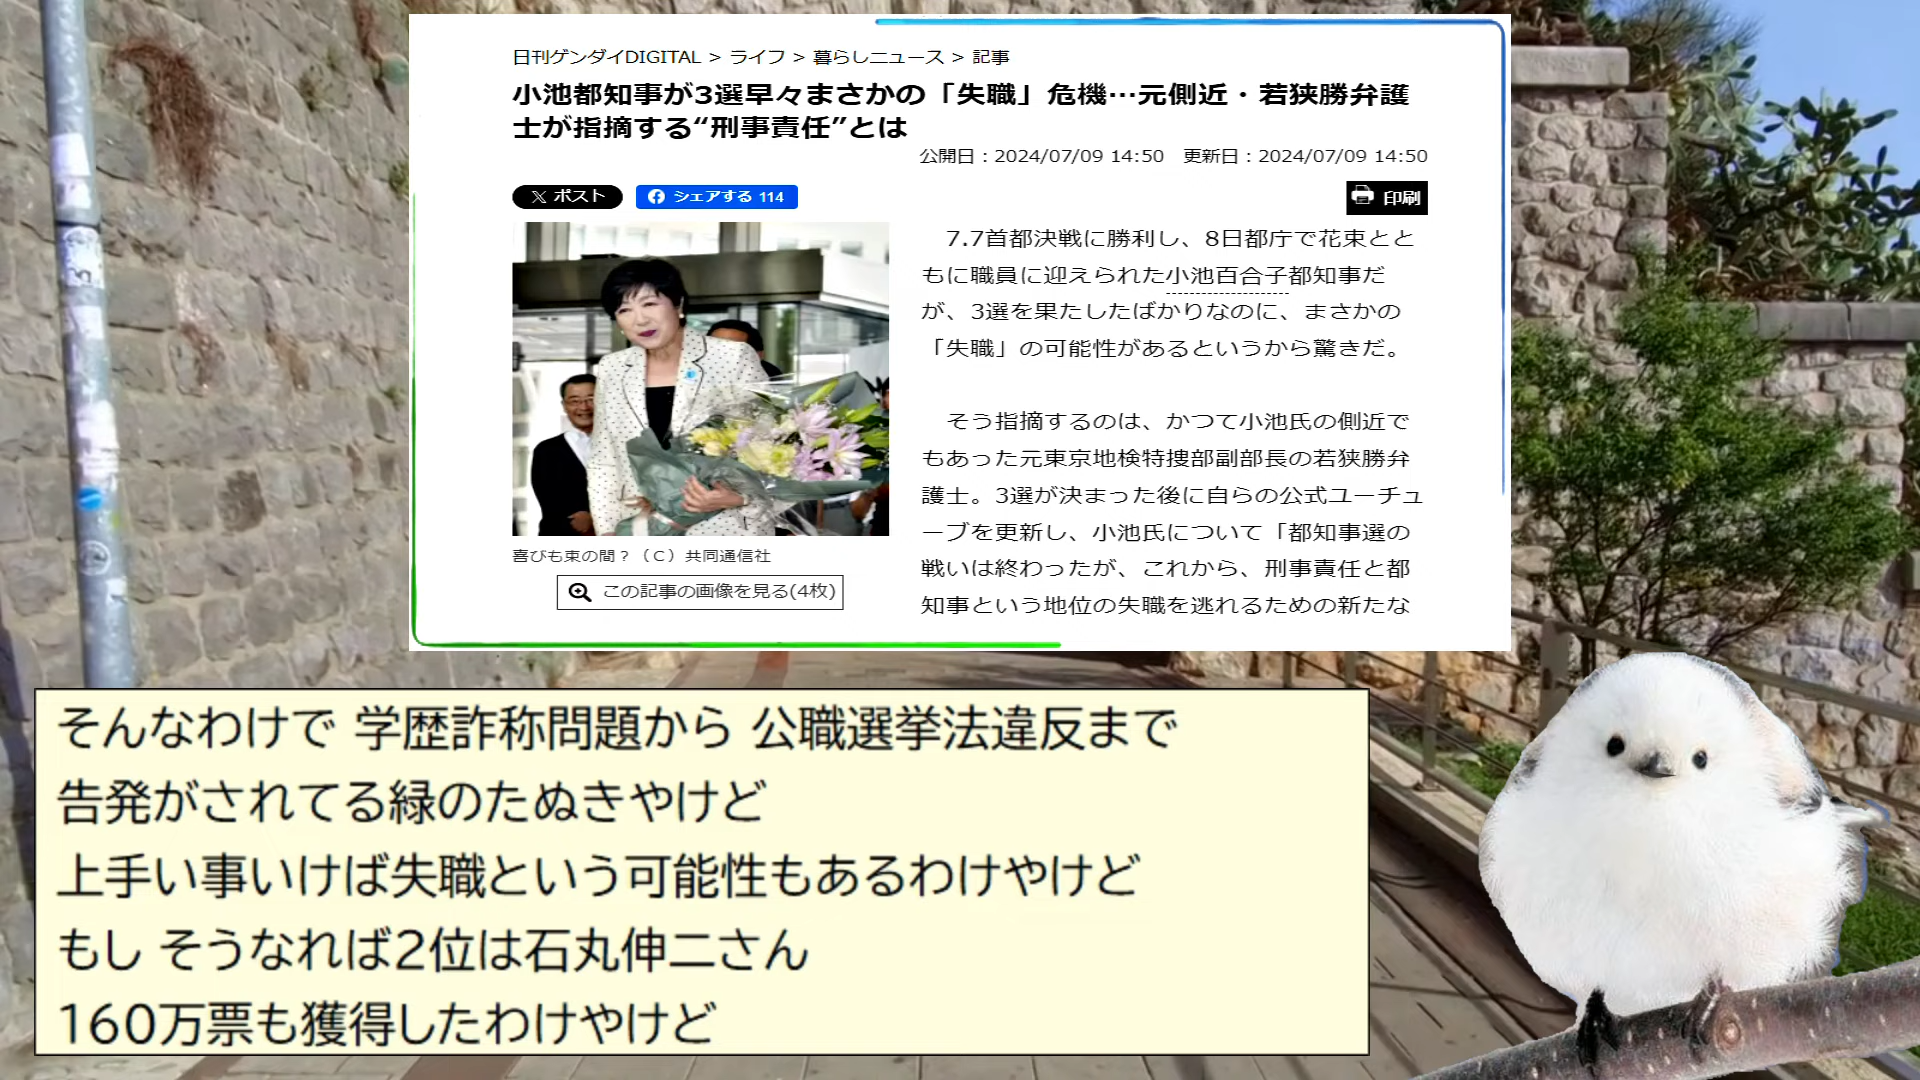 日刊ゲンダイDIGITAL > ライフ > 暮らしニュース > 記事
小池都知事が3選早々まさかの「失職」危機…元側近・若狭勝弁護
士が指摘する“刑事責任”とは
公開日：2024/07/09 14:50 更新日：2024/07/09 14:50
ポスト
シェアする 114
印刷
7.7首都決戦に勝利し、8日都庁で花束とと
もに職員に迎えられた小池百合子都知事だ
が、3選を果たしたばかりなのに、まさかの
「失職」の可能性があるというから驚きだ。
そう指摘するのは、かつて小池氏の側近で
もあった元東京地検特捜部副部長の若狭勝弁
護士。3選が決まった後に自らの公式ユーチュ
ーブを更新し、小池氏について「都知事選の
戦いは終わったが、これから、刑事責任と都
知事という地位の失職を逃れるための新たな
喜びも束の間？（C）共同通信社
この記事の画像を見る(4枚)
そんなわけで 学歴詐称問題から 公職選挙法違反まで
告発がされてる緑のたぬきやけど
上手い事いけば失職という可能性もあるわけやけど
もし そうなれば2位は石丸伸二さん
160万票も獲得したわけやけど